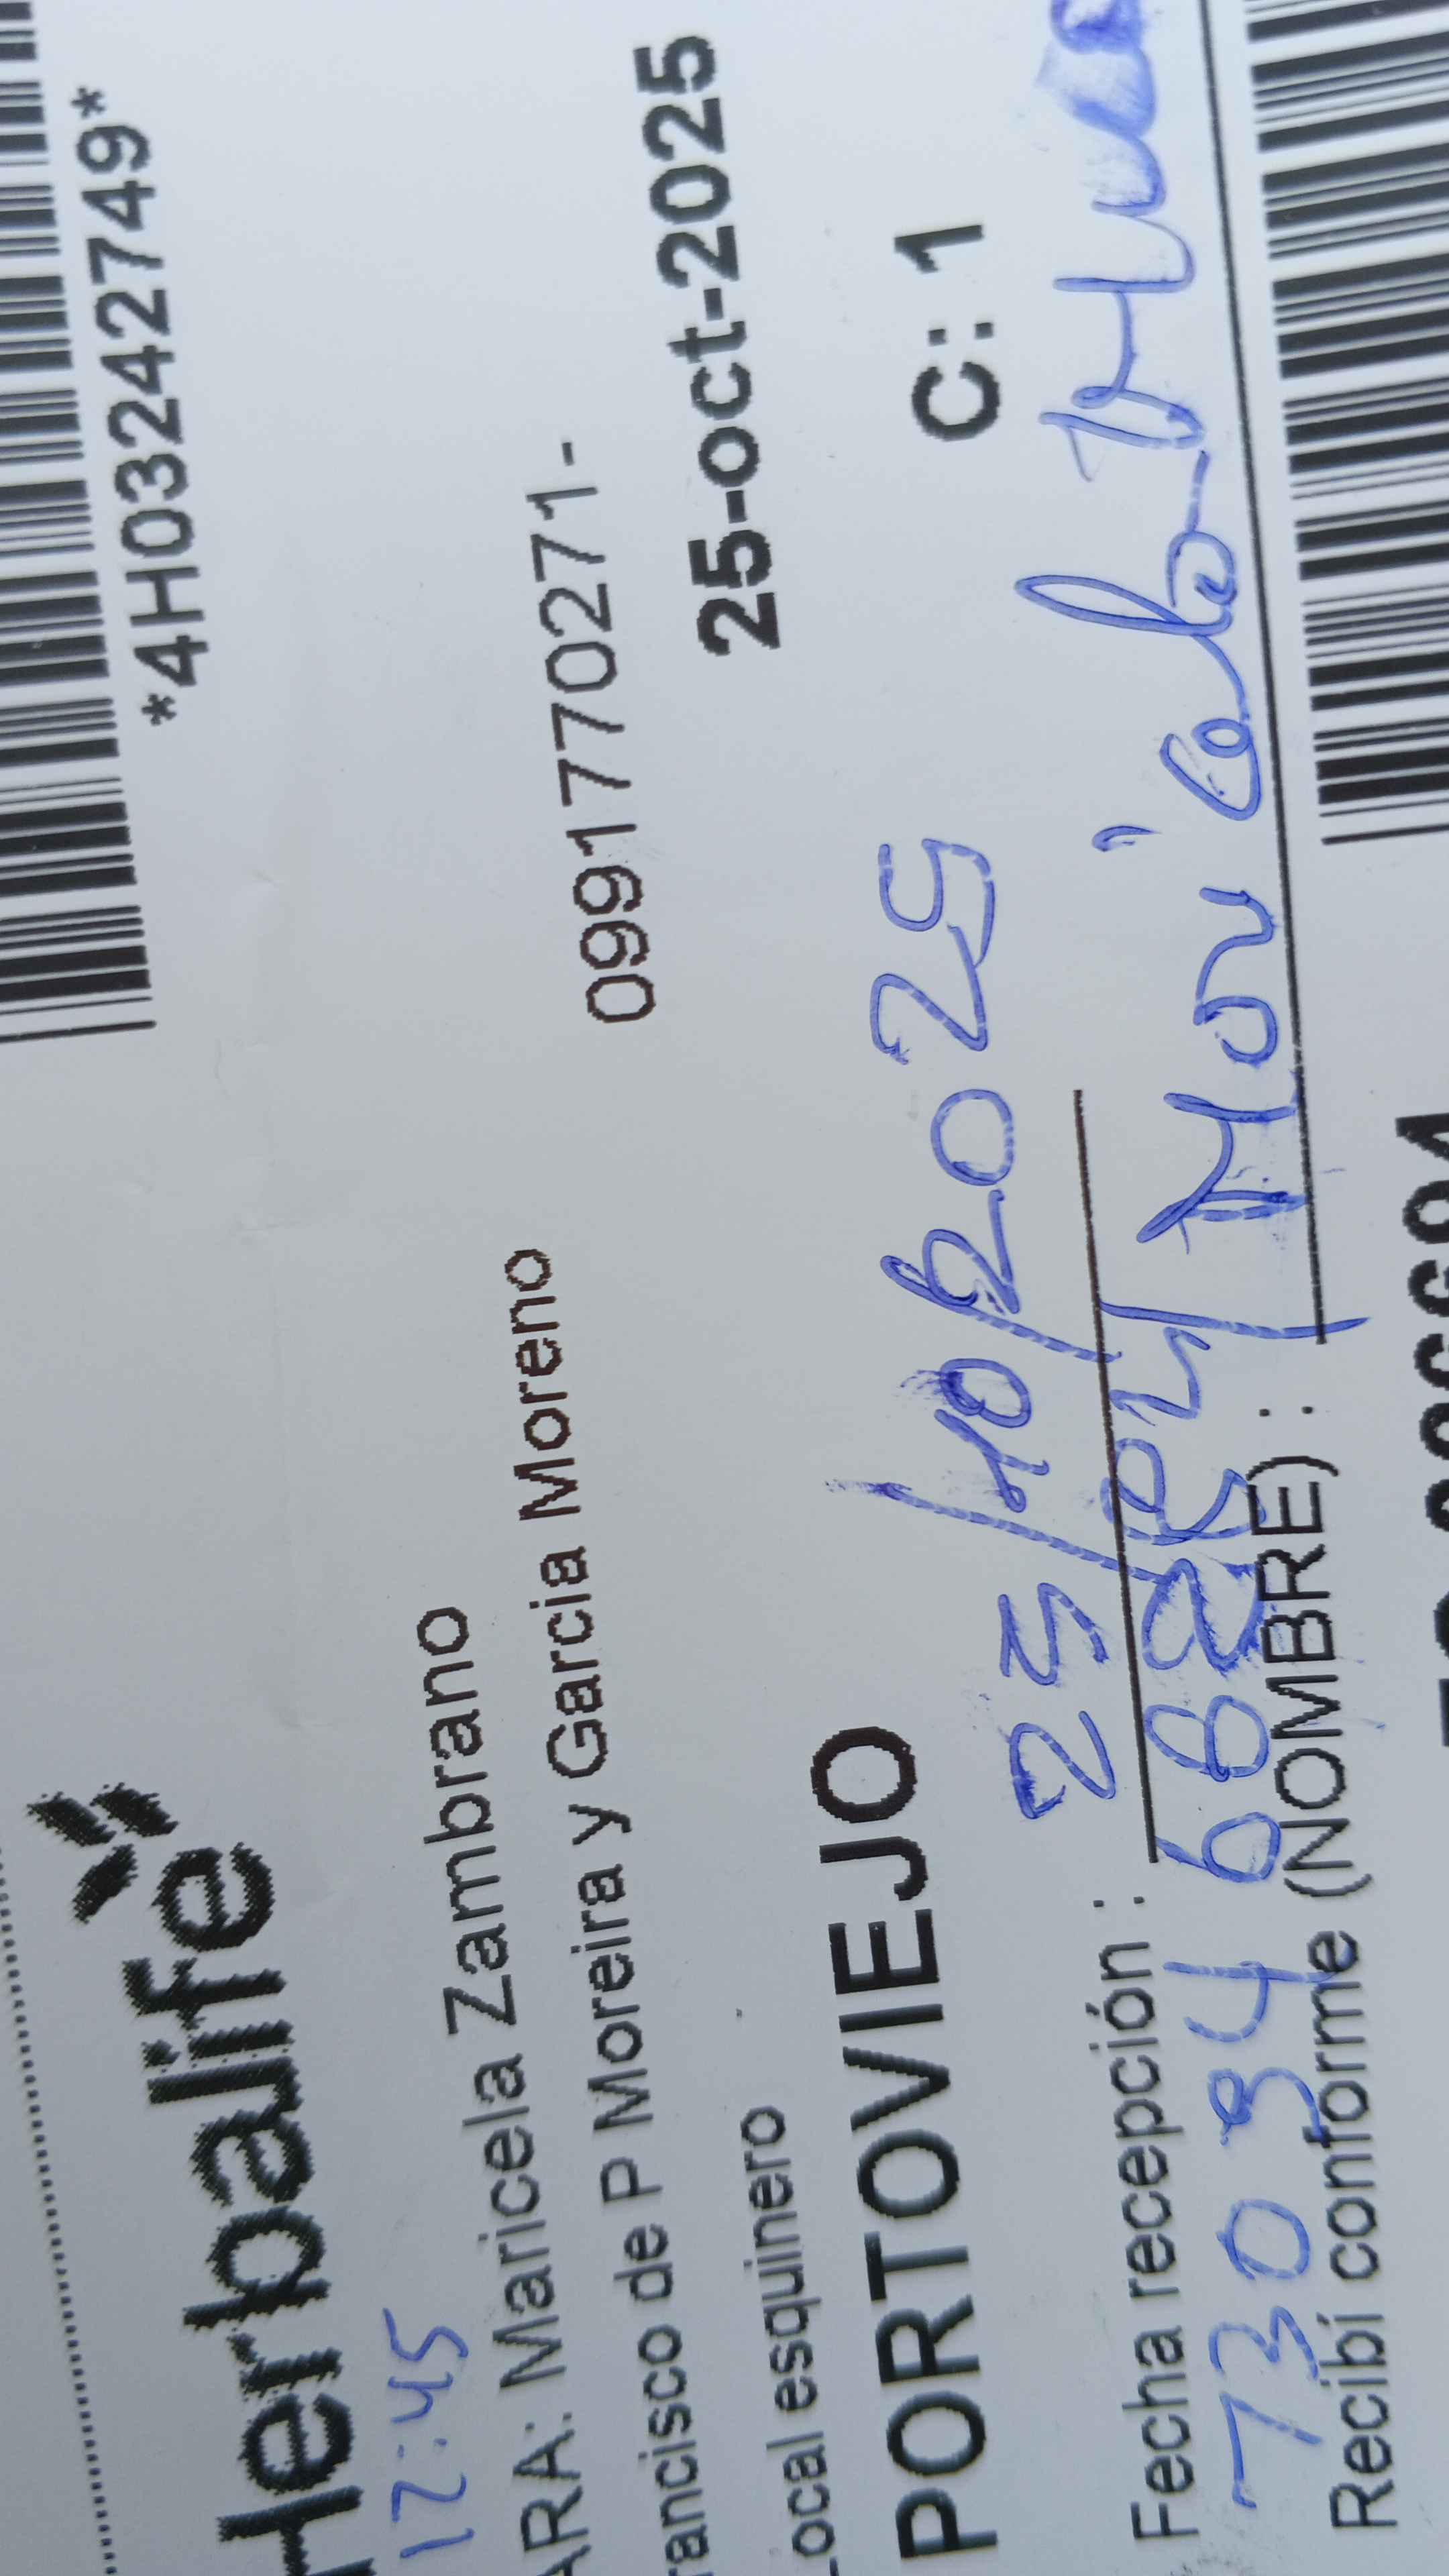 *4H03242749*
Herbalife
12:45
ARA: Maricela Zambrano
rancisco de P Moreira y Garcia Moreno 0991770271-
Local esquinero 25-oct-2025
PORTOVIEJO C: 1
Fecha recepción : 25/10/2025
Recibí conforme (NOMBRE) :